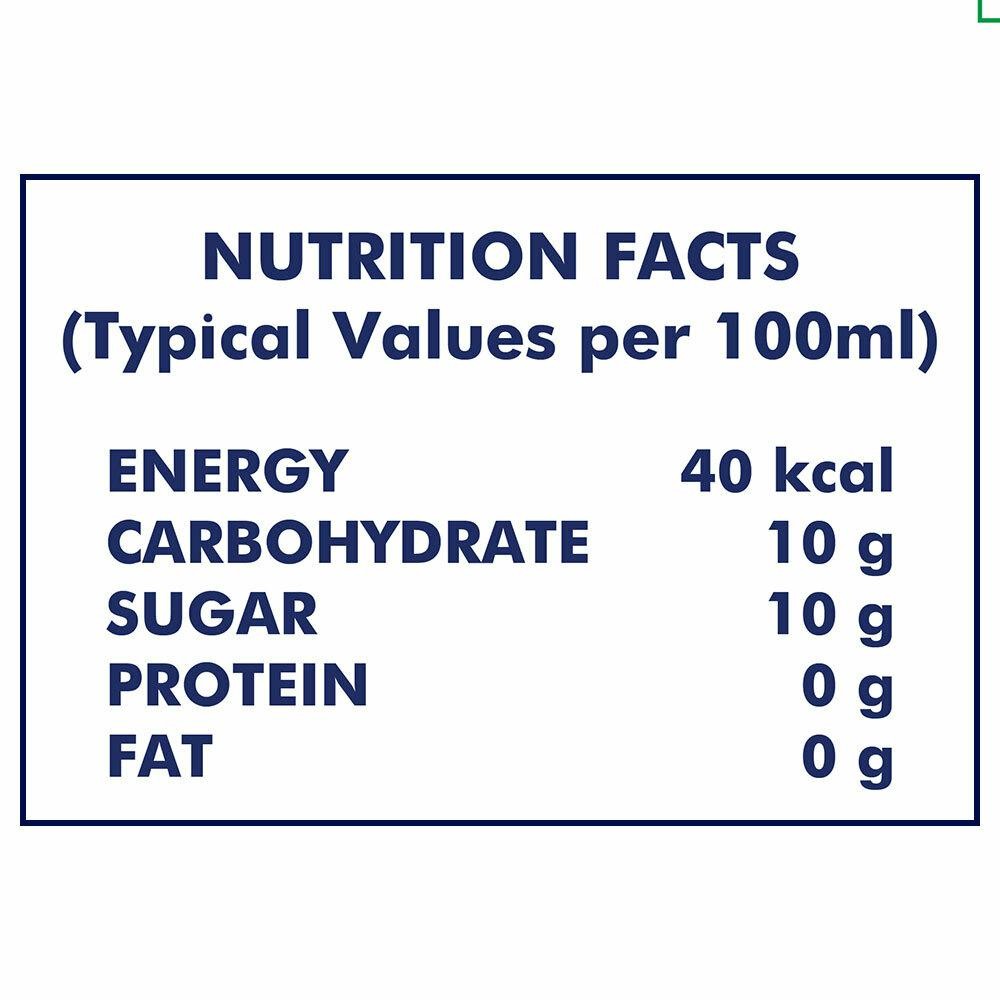 NUTRITION FACTS
(Typical Values per 100ml)
ENERGY 40 kcal
CARBOHYDRATE 10 g
SUGAR 10 g
PROTEIN 0 g
FAT 0 g